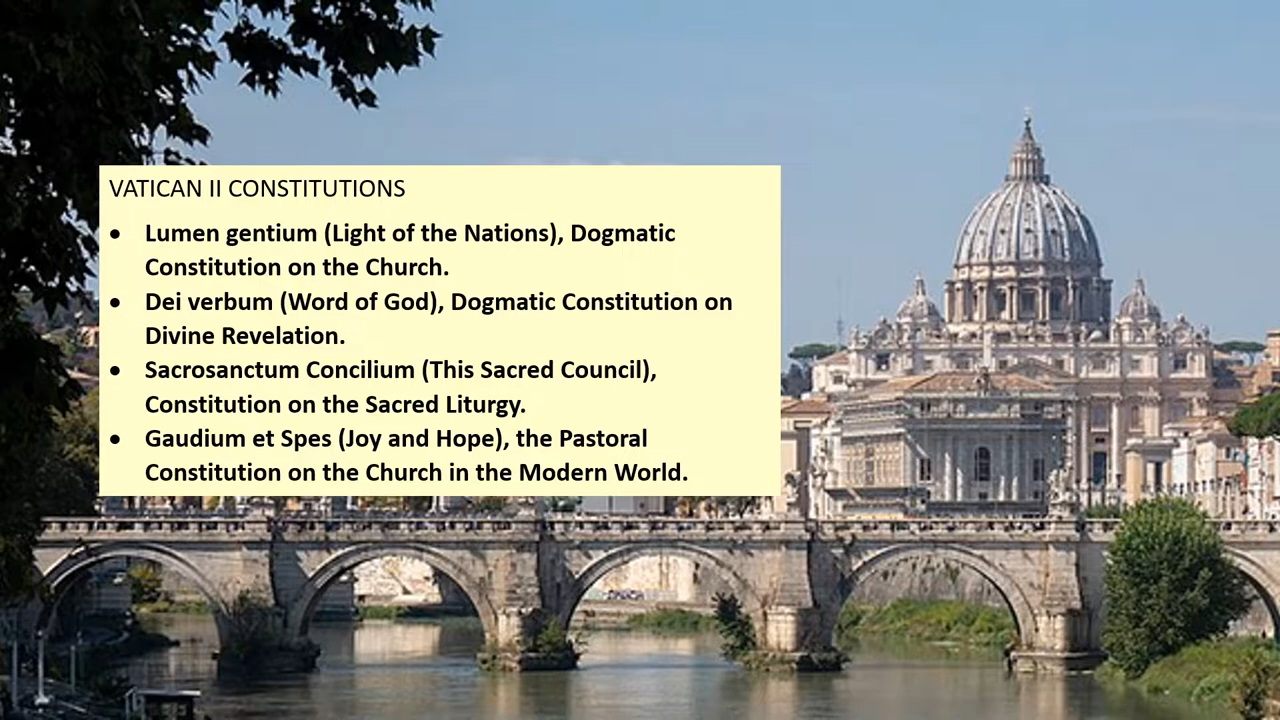 VATICAN II CONSTITUTIONS
• Lumen gentium (Light of the Nations), Dogmatic
Constitution on the Church.
• Dei verbum (Word of God), Dogmatic Constitution on
Divine Revelation.
• Sacrosanctum Concilium (This Sacred Council),
Constitution on the Sacred Liturgy.
• Gaudium et Spes (Joy and Hope), the Pastoral
Constitution on the Church in the Modern World.